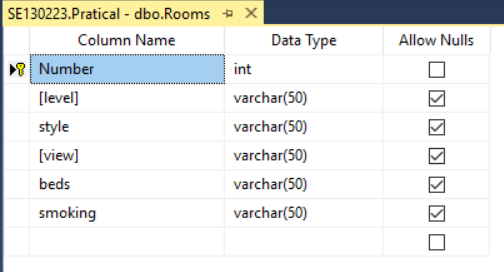 SE130223.Pratical - dbo.Rooms
Column Name Data Type Allow Nulls
Number int
[level] varchar(50)
style varchar(50)
[view] varchar(50)
beds varchar(50)
smoking varchar(50)